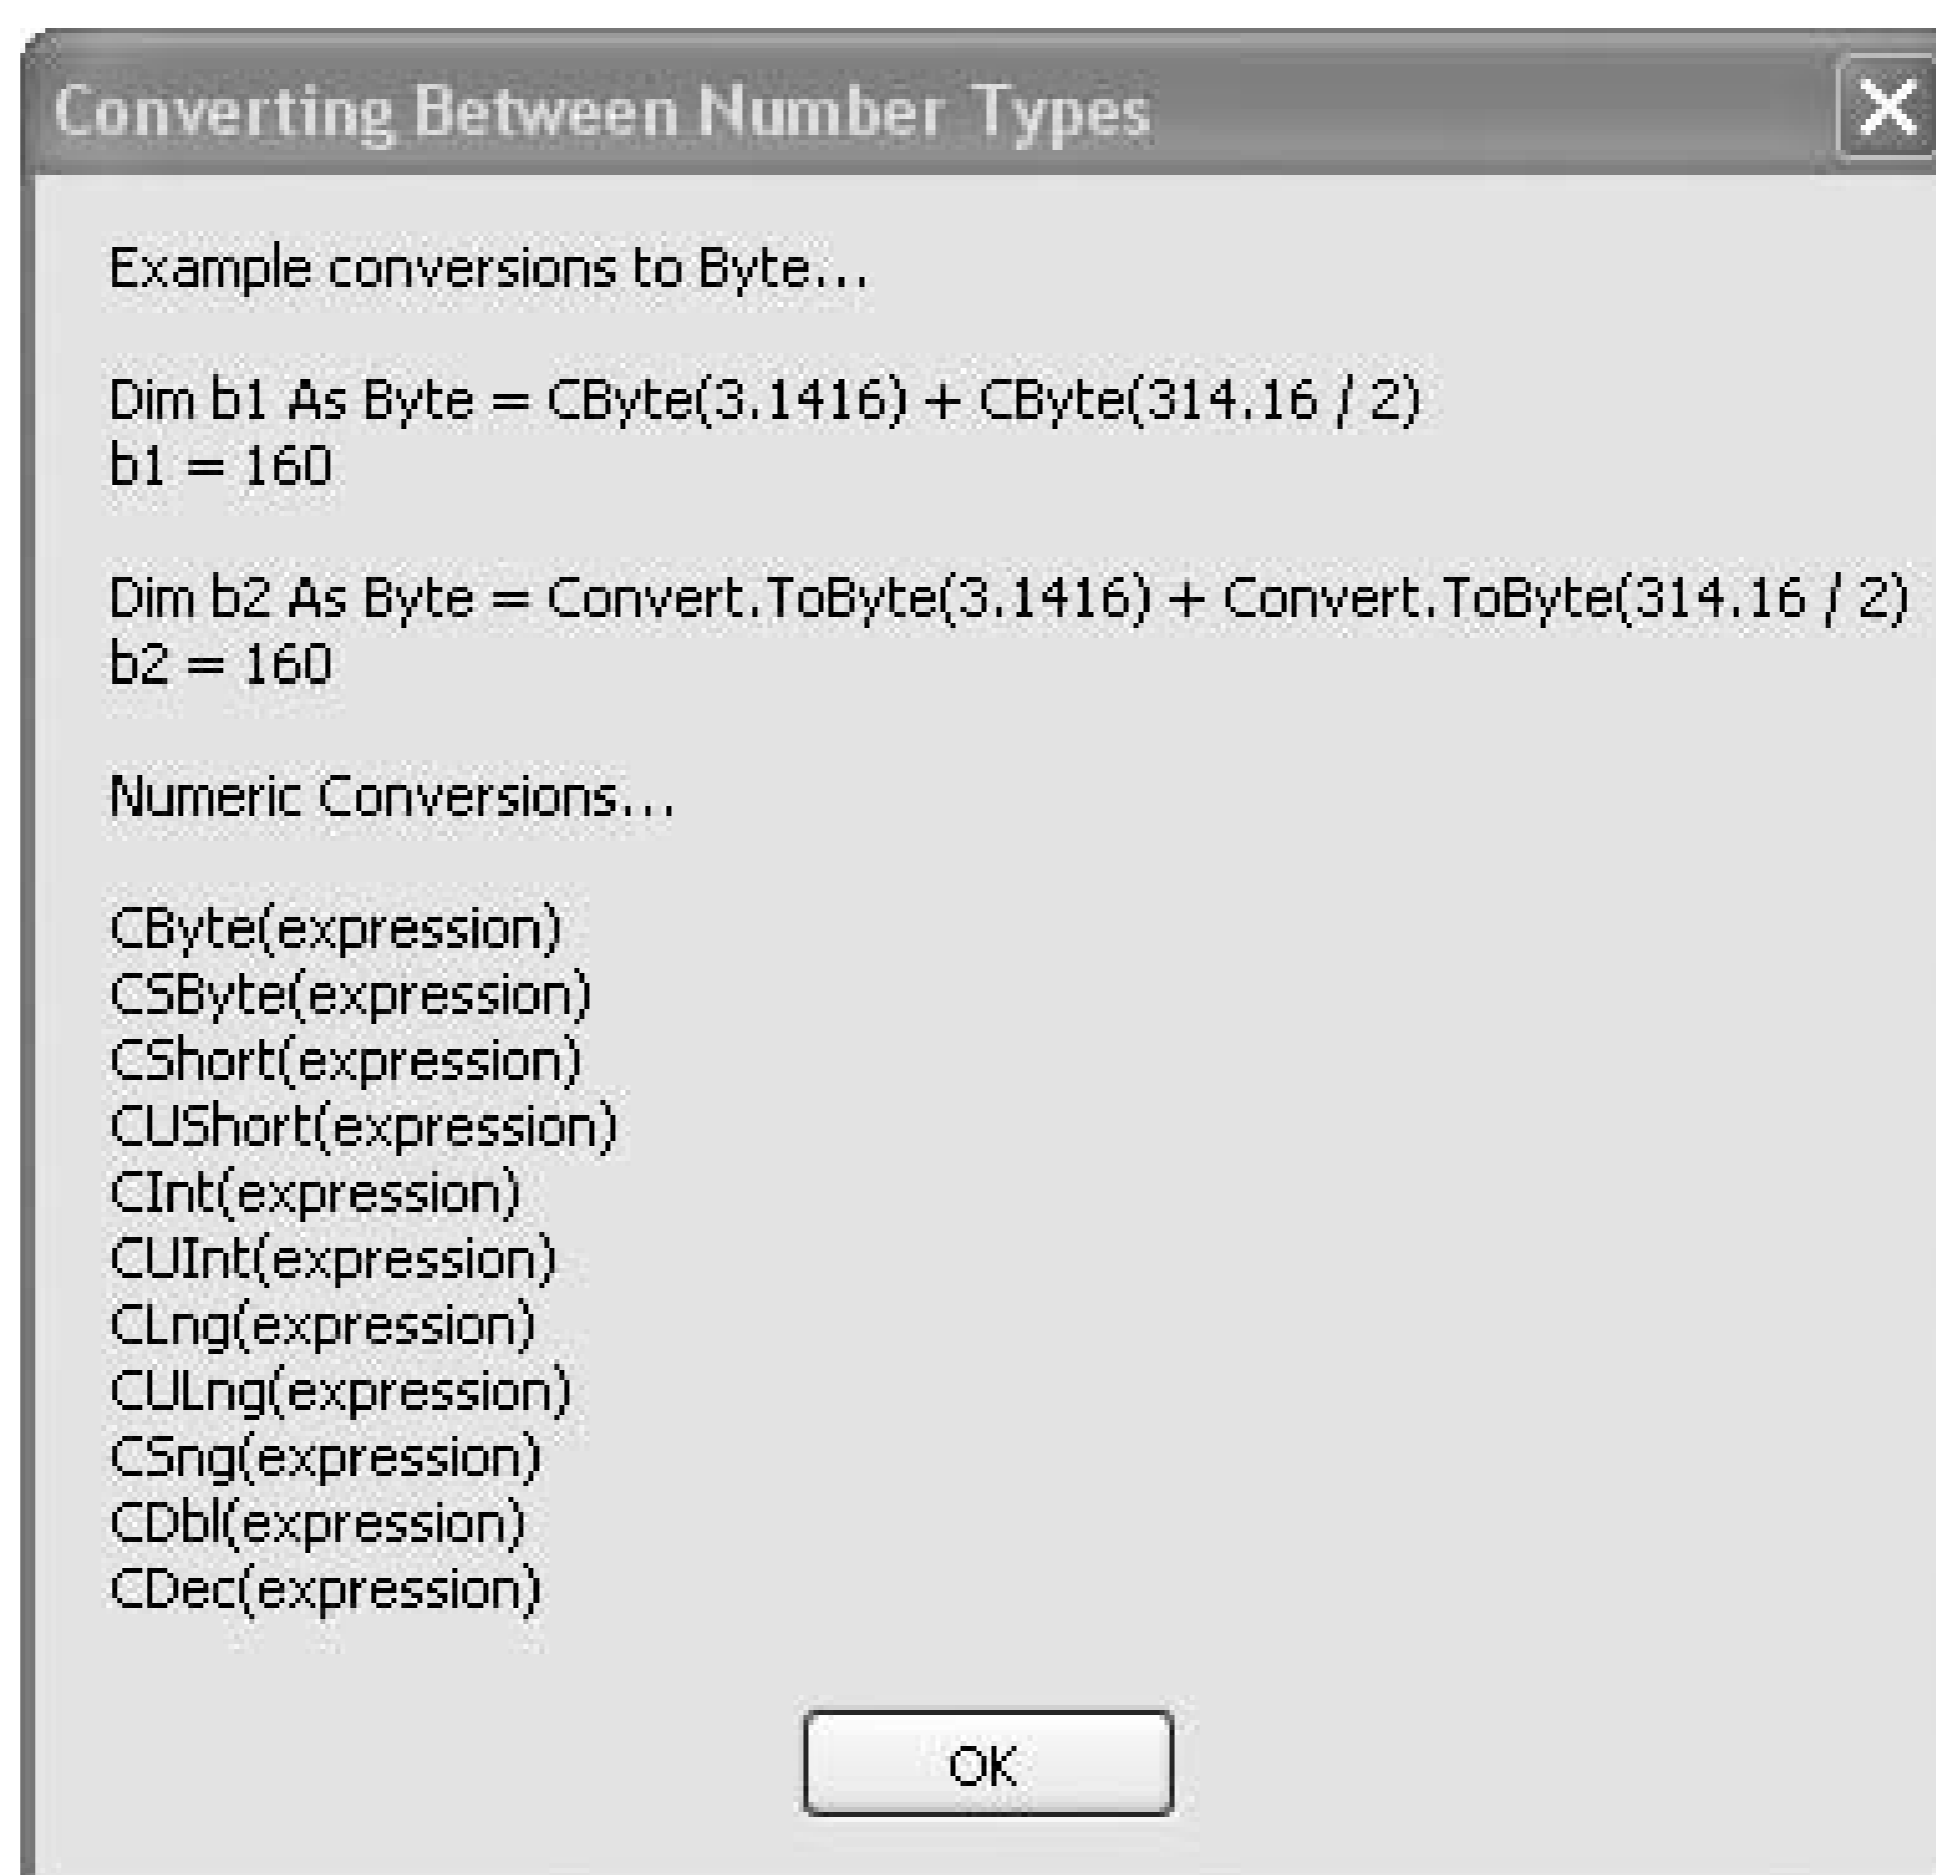 Converting Between Number Types
Example conversions to Byte...
Dim b1 As Byte = CByte(3.1416) + CByte(314.16 / 2)
b1 = 160
Dim b2 As Byte = Convert.ToByte(3.1416) + Convert.ToByte(314.16 / 2)
b2 = 160
Numeric Conversions...
CByte(expression)
CSByte(expression)
CShort(expression)
CUShort(expression)
CInt(expression)
CUInt(expression)
CLng(expression)
CULng(expression)
CSng(expression)
CDbl(expression)
CDec(expression)
OK